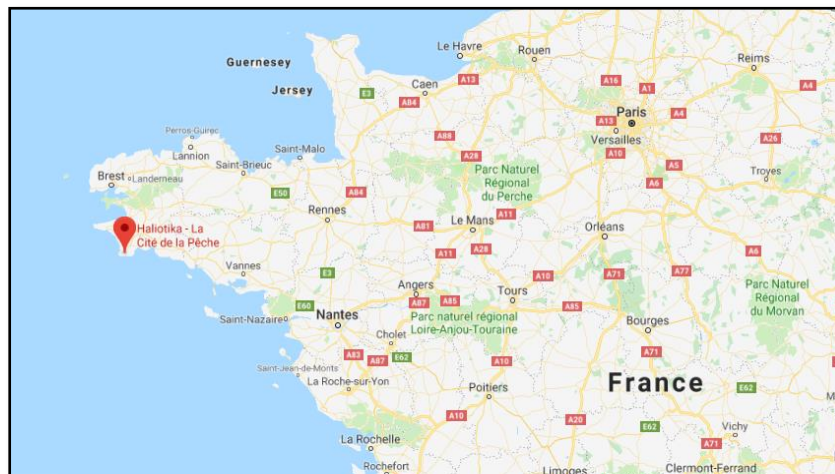 Le Havre
Rouen
Reims
Guernesey
Jersey
Caen
E3
A84
A13
A16
A1
A4
Paris
A13
Versailles
A4
A10
A26
A88
A28
A5
A6
Troyes
Perros-Guirec
Lannion
Saint-Brieuc
Saint-Malo
Brest
Landerneau
E50
A84
Parc Naturel
Régional
du Perche
Haliotika - La
Cité de la Pêche
Rennes
A81
Le Mans
A11
Orléans
A6
A11
A28
Vannes
E3
Angers
A10
Tours
A71
A77
Parc Naturel
Régional
du Morvan
E60
A87
A85
A85
Saint-Nazaire
Nantes
Parc naturel régional
Loire-Anjou-Touraine
Bourges
Cholet
A83
A87
E62
A10
A71
Saint-Jean-de-Monts
La Roche-sur-Yon
Poitiers
France
E62
A10
A20
E62
Vichy
A71
La Rochelle
Rochefort
Limoges
Clermont-Ferrand